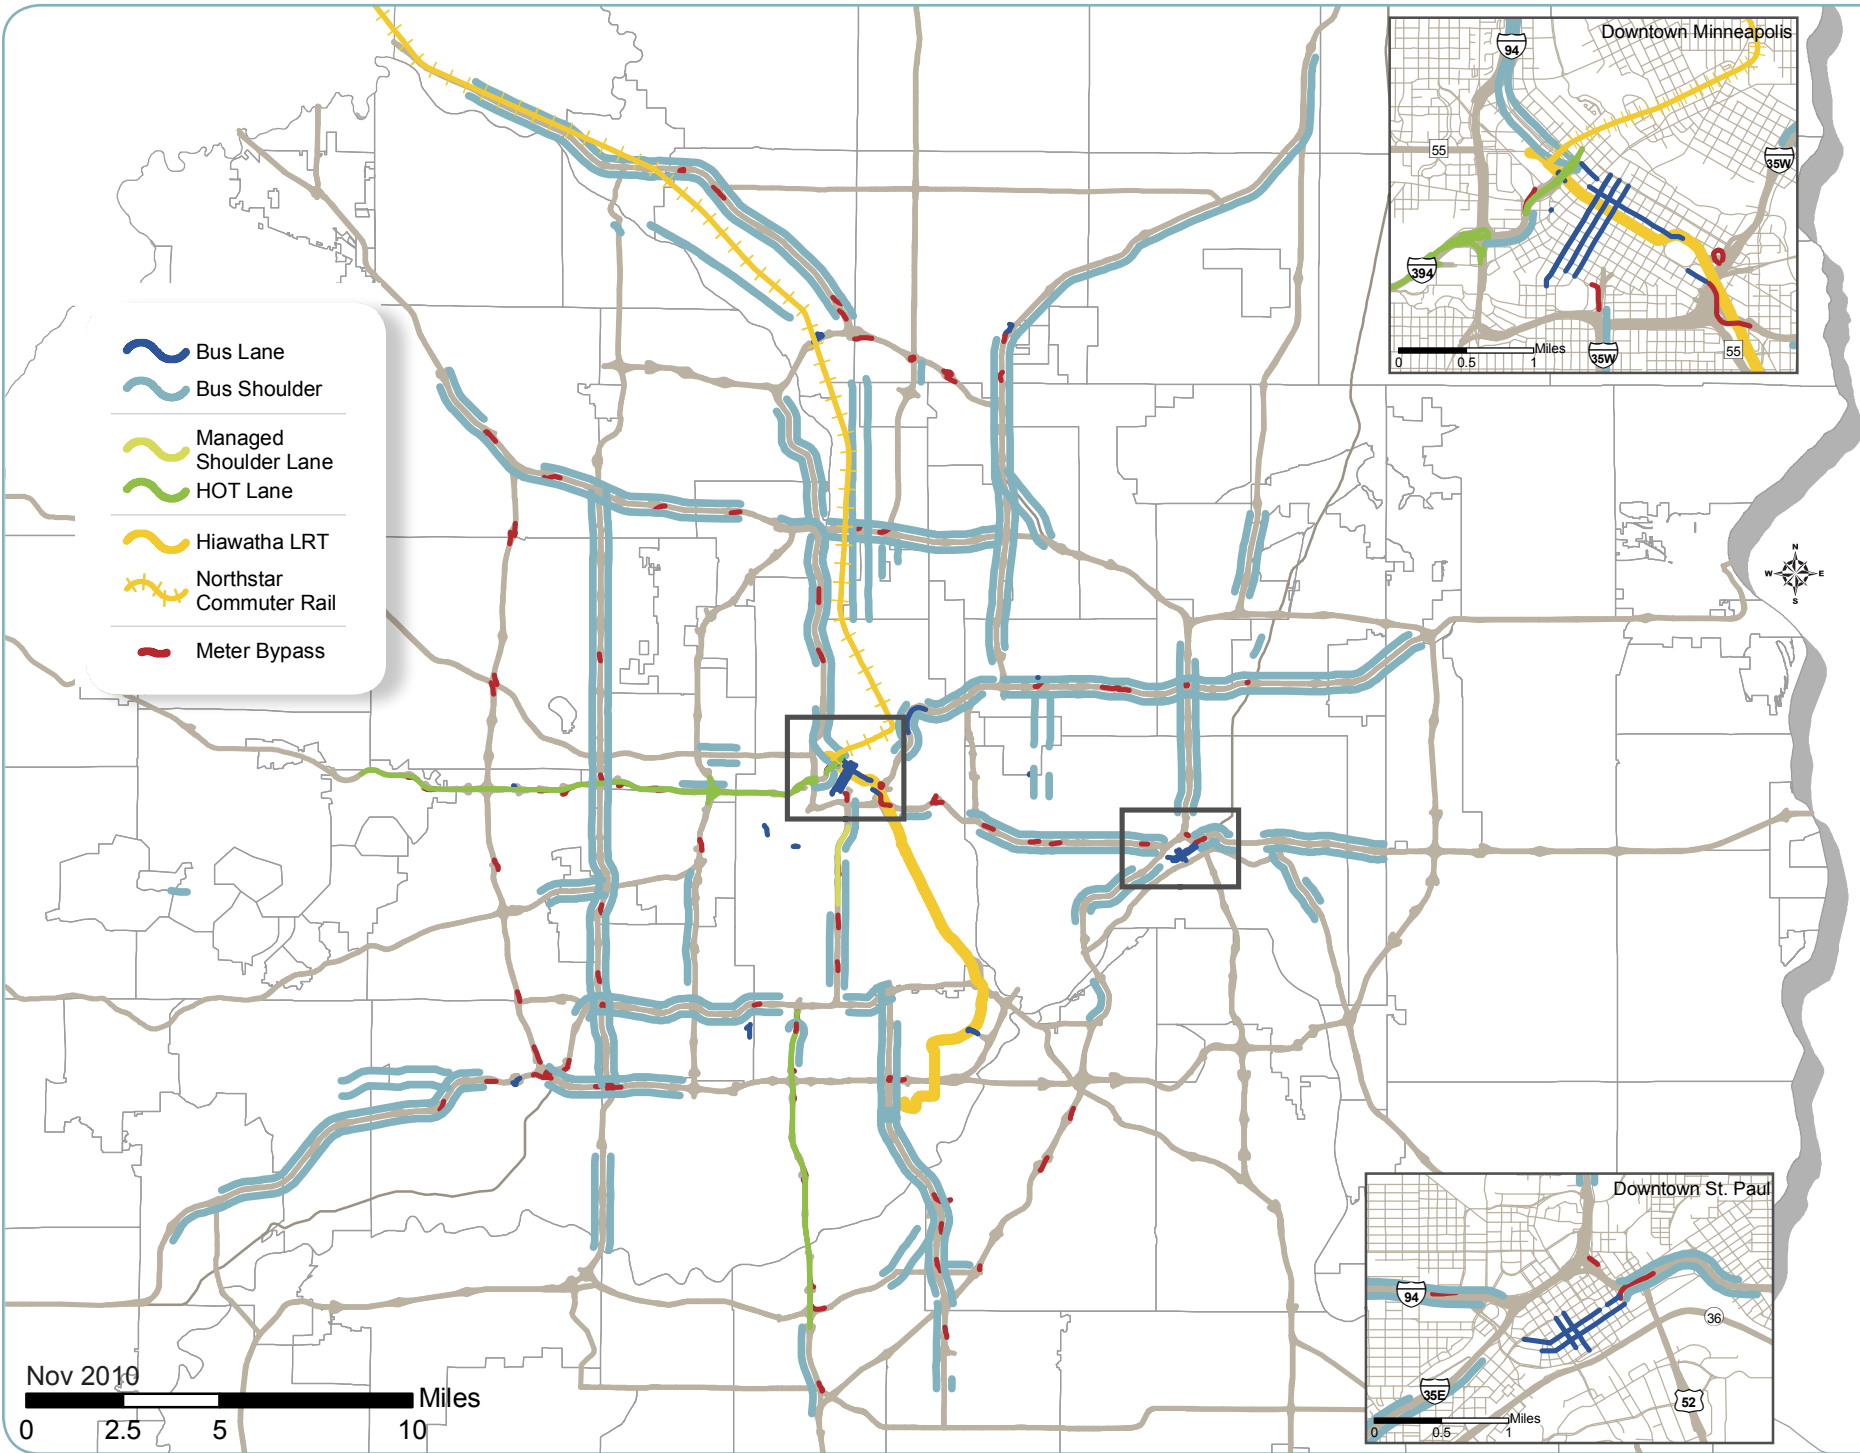 Downtown Minneapolis
94
55
35W
394
Miles
0
0.5
1
35W
55
Bus Lane
Bus Shoulder
Managed
Shoulder Lane
HOT Lane
Hiawatha LRT
Northstar
Commuter Rail
Meter Bypass
N
W
E
S
Downtown St. Paul
94
36
35E
52
Miles
0
0.5
1
Nov 2010
Miles
0
2.5
5
10